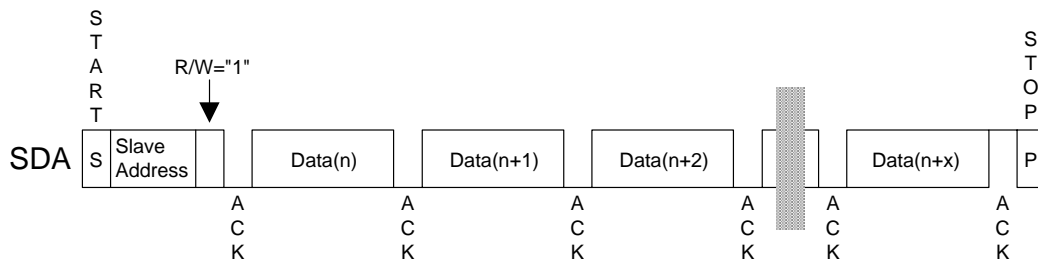 START
STOP
R/W="1"
SDA
S
Slave
Address
Data(n)
Data(n+1)
Data(n+2)
Data(n+x)
P
ACK
ACK
ACK
ACK
ACK
ACK